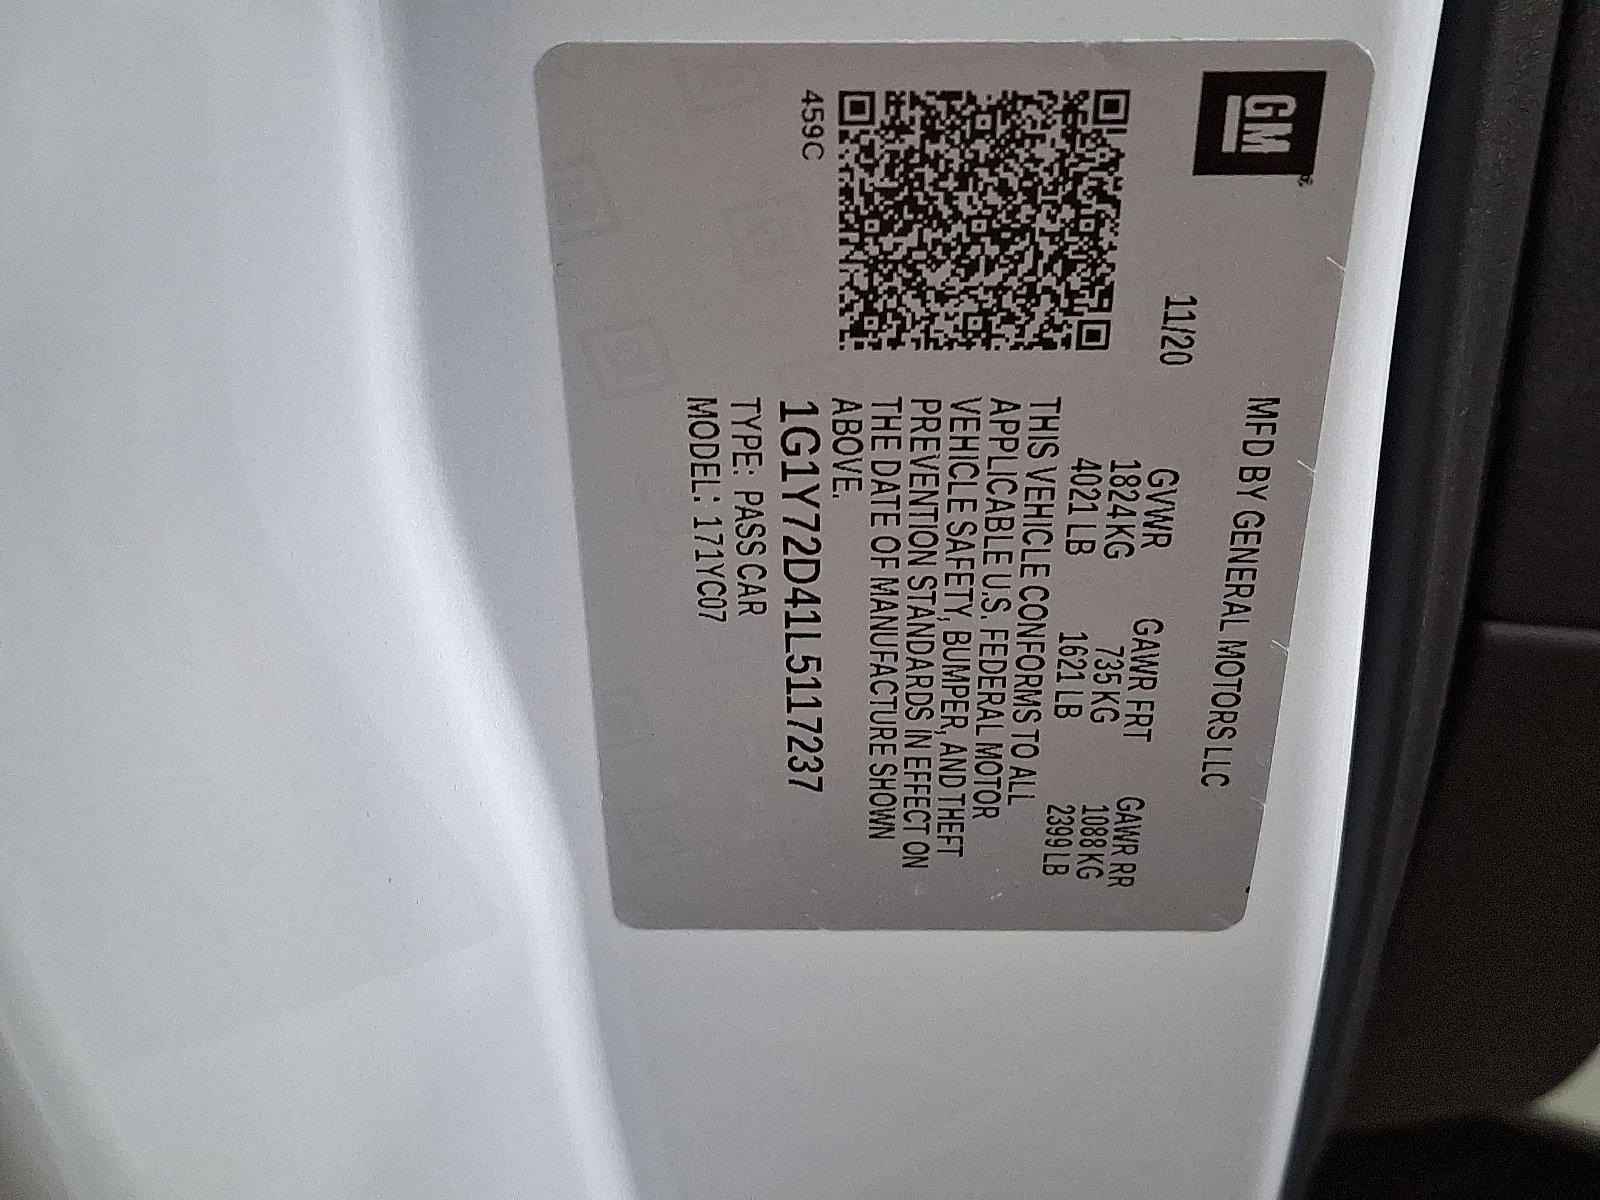 GM
MFD BY GENERAL MOTORS LLC
11/20
GVWR GAWR FRT GAWR RR
1824 KG 735 KG 1088 KG
4021 LB 1621 LB 2399 LB
THIS VEHICLE CONFORMS TO ALL
APPLICABLE U.S. FEDERAL MOTOR
VEHICLE SAFETY, BUMPER, AND THEFT
PREVENTION STANDARDS IN EFFECT ON
THE DATE OF MANUFACTURE SHOWN
ABOVE.
459C
1G1Y72D41L5117237
TYPE: PASS CAR
MODEL: 171YC07